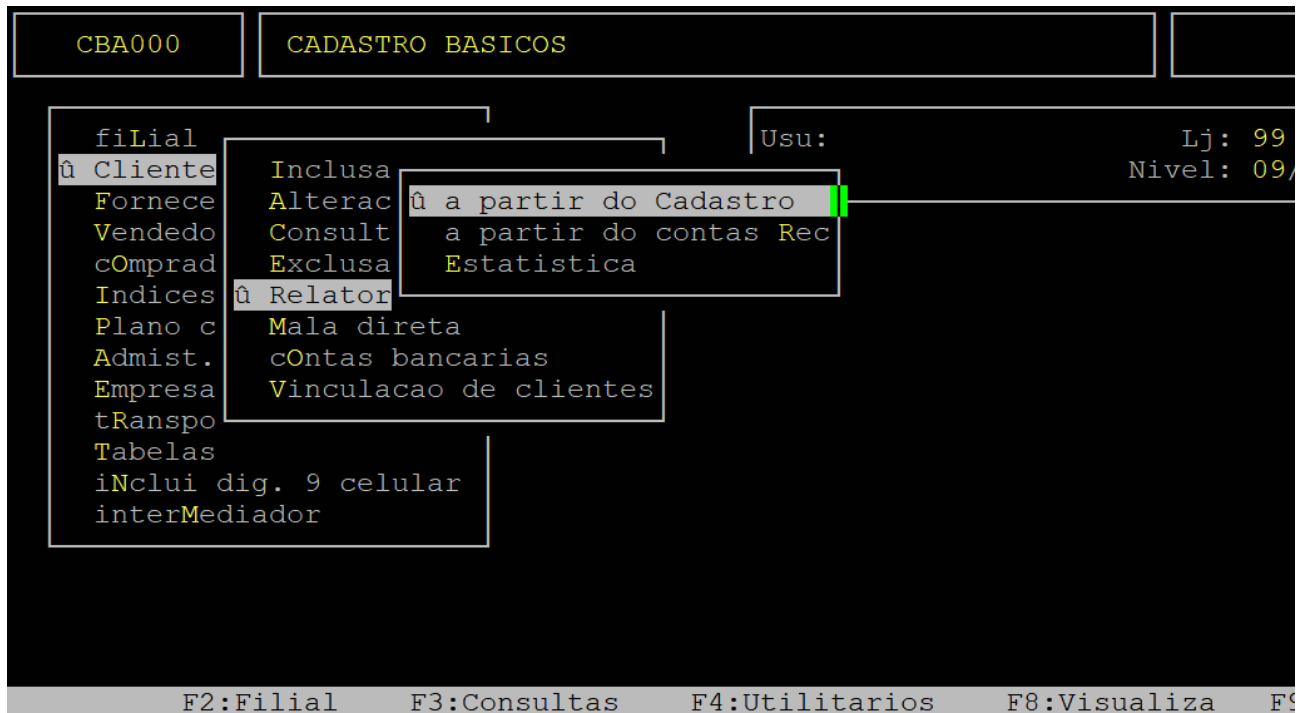 CBA000 CADASTRO BASICOS
fiLial Usu: Lj: 99
û Cliente Inclusa Nivel: 09/
Fornece Alterac û a partir do Cadastro
Vendedo Consult a partir do contas Rec
cOmprad Exclusa Estatistica
Indices û Relator
Plano c Mala direta
Admist. cOntas bancarias
Empresa Vinculacao de clientes
tRanspo
Tabelas
iNclui dig. 9 celular
interMediador
F2:Filial F3:Consultas F4:Utilitarios F8:Visualiza F9